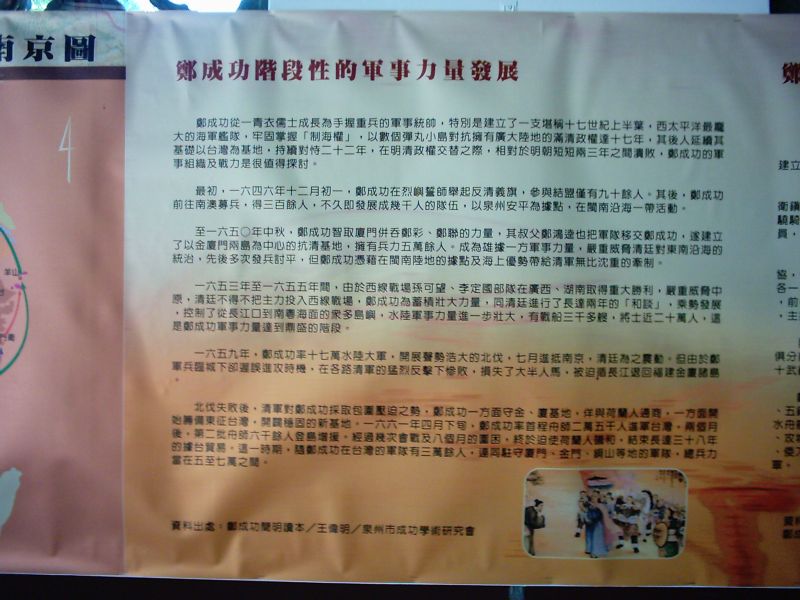 南京圖
4
羊山
鄭成功階段性的軍事力量發展
鄭成功從一青衣儒士成長為手握重兵的軍事統帥，特別是建立了一支堪稱十七世紀上半葉，西太平洋最龐
大的海軍艦隊，牢固掌握「制海權」，以數個彈丸小島對抗擁有廣大陸地的滿清政權達十七年，其後人延續其
基礎以台灣為基地，持續對恃二十二年，在明清政權交替之際，相對於明朝短短兩三年之間潰敗，鄭成功的軍
事組織及戰力是很值得探討。
最初，一六四六年十二月初一，鄭成功在烈嶼誓師舉起反清義旗，參與結盟僅有九十餘人。其後，鄭成功
前往南澳募兵，得三百餘人，不久即發展成幾千人的隊伍，以泉州安平為據點，在閩南沿海一帶活動。
至一六五〇年中秋，鄭成功智取廈門併吞鄭彩、鄭聯的力量，其叔父鄭鴻逵也把軍隊移交鄭成功，遂建立
了以金廈門兩島為中心的抗清基地，擁有兵力五萬餘人。成為雄據一方軍事力量，嚴重威脅清廷對東南沿海的
統治，先後多次發兵討平，但鄭成功憑藉在閩南陸地的據點及海上優勢帶給清軍無比沈重的牽制。
一六五三年至一六五五年間，由於西線戰場孫可望、李定國部隊在廣西、湖南取得重大勝利，嚴重威脅中
原，清廷不得不把主力投入西線戰場，鄭成功為蓄積壯大力量，同清廷進行了長達兩年的「和談」，乘勢發展
，控制了從長江口到南粵海面的眾多島嶼，水陸軍事力量進一步壯大，有戰船三千多艘，將士近二十萬人，這
是鄭成功軍事力量達到鼎盛的階段。
一六五九年，鄭成功率十七萬水陸大軍，開展聲勢浩大的北伐，七月進抵南京，清廷為之震動。但由於鄭
軍兵臨城下卻遲誤進攻時機，在各路清軍的猛烈反擊下慘敗，損失了大半人馬，被迫循長江退回福建金廈諸島
北伐失敗後，清軍對鄭成功採取包圍壓迫之勢，鄭成功一方面守金、廈基地，佯與荷蘭人通商，一方面開
始籌備東征台灣，開闢穩固的新基地。一六六一年四月下旬，鄭成功率首程舟師二萬五千人進軍台灣，兩個月
後，第二批舟師六千餘人登島增援，經過幾次會戰及八個月的圍困，終於迫使荷蘭人議和，結束長達三十八年
的據台貿易。這一時期，隨鄭成功在台灣的軍隊有三萬餘人，連同駐守廈門、金門、銅山等地的軍隊，總兵力
當在五至七萬之間。
資料出處：鄭成功簡明讀本／王偉明／泉州市成功學術研究會
鄭
建立
衛鎮
驍騎
員，
協，
各一
，前
，主
俱分
十武
、五
水舟
、攻
、倭
軍。
資料
鄭成